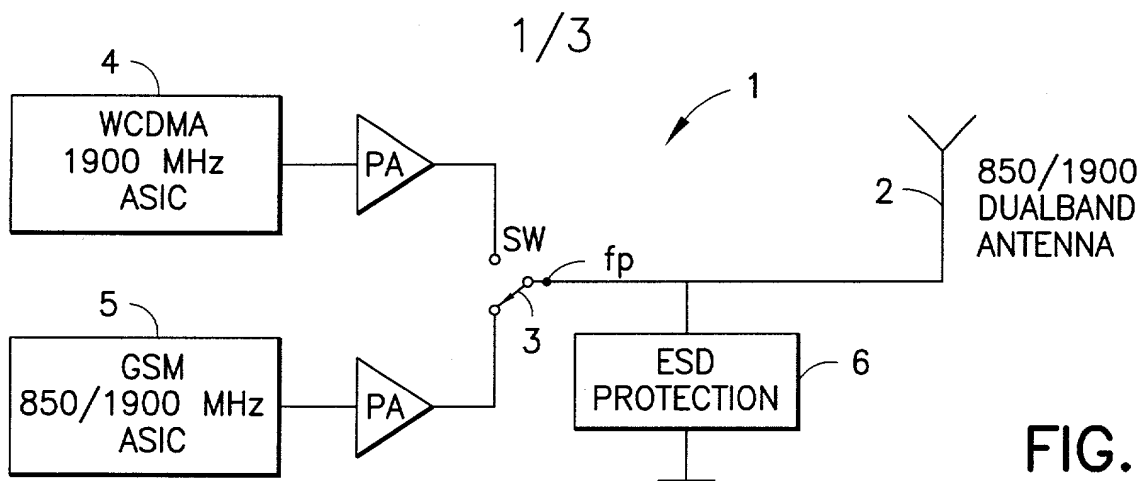 1/3
4
WCDMA
1900 MHz
ASIC
PA
1
2
850/1900
DUALBAND
ANTENNA
SW
fp
3
5
GSM
850/1900 MHz
ASIC
PA
ESD
PROTECTION
6
FIG.